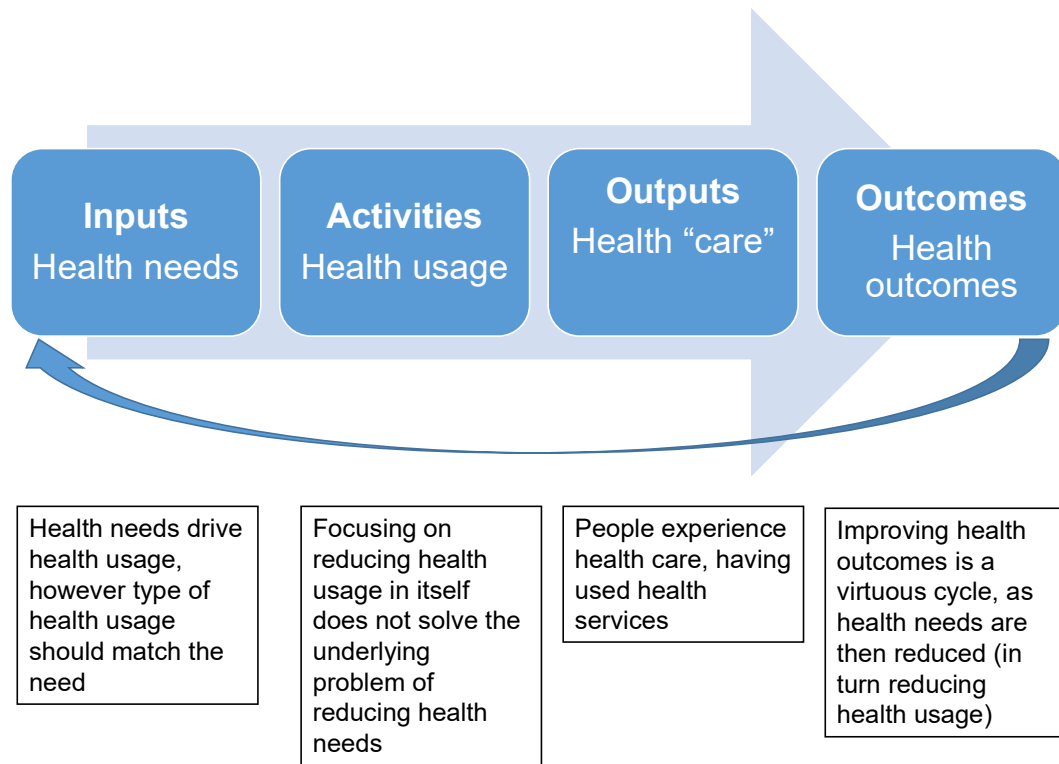 Inputs
Health needs
Activities
Health usage
Outputs
Health “care”
Outcomes
Health
outcomes
Health needs drive
health usage,
however type of
health usage
should match the
need
Focusing on
reducing health
usage in itself
does not solve the
underlying
problem of
reducing health
needs
People experience
health care, having
used health
services
Improving health
outcomes is a
virtuous cycle, as
health needs are
then reduced (in
turn reducing
health usage)